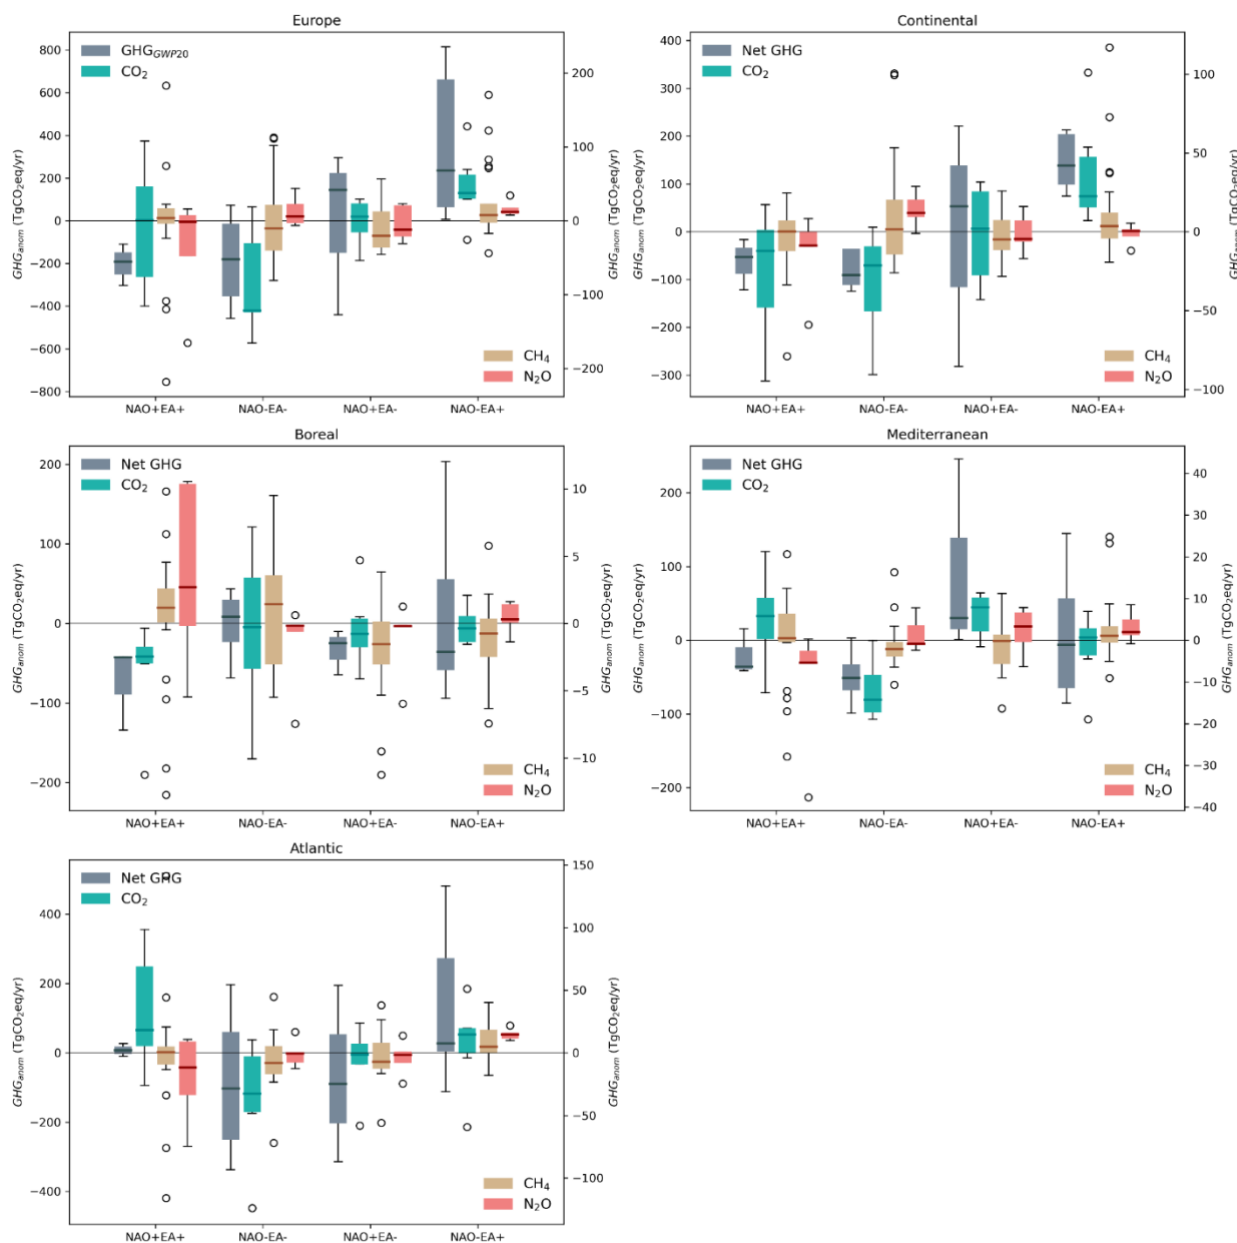 Europe
GHG_GWP20
CO₂
CH₄
N₂O
800
600
400
200
0
−200
−400
−600
−800
200
100
0
−100
−200
GHG_anom (TgCO₂eq/yr)
GHG_anom (TgCO₂eq/yr)
NAO+EA+ NAO-EA- NAO+EA- NAO-EA+
Continental
Net GHG
CO₂
CH₄
N₂O
400
300
200
100
0
−100
−200
−300
100
50
0
−50
−100
GHG_anom (TgCO₂eq/yr)
GHG_anom (TgCO₂eq/yr)
NAO+EA+ NAO-EA- NAO+EA- NAO-EA+
Boreal
Net GHG
CO₂
CH₄
N₂O
200
100
0
−100
−200
10
5
0
−5
−10
GHG_anom (TgCO₂eq/yr)
GHG_anom (TgCO₂eq/yr)
NAO+EA+ NAO-EA- NAO+EA- NAO-EA+
Mediterranean
Net GHG
CO₂
CH₄
N₂O
200
100
0
−100
−200
40
30
20
10
0
−10
−20
−30
−40
GHG_anom (TgCO₂eq/yr)
GHG_anom (TgCO₂eq/yr)
NAO+EA+ NAO-EA- NAO+EA- NAO-EA+
Atlantic
Net GHG
CO₂
CH₄
N₂O
400
200
0
−200
−400
150
100
50
0
−50
−100
GHG_anom (TgCO₂eq/yr)
GHG_anom (TgCO₂eq/yr)
NAO+EA+ NAO-EA- NAO+EA- NAO-EA+